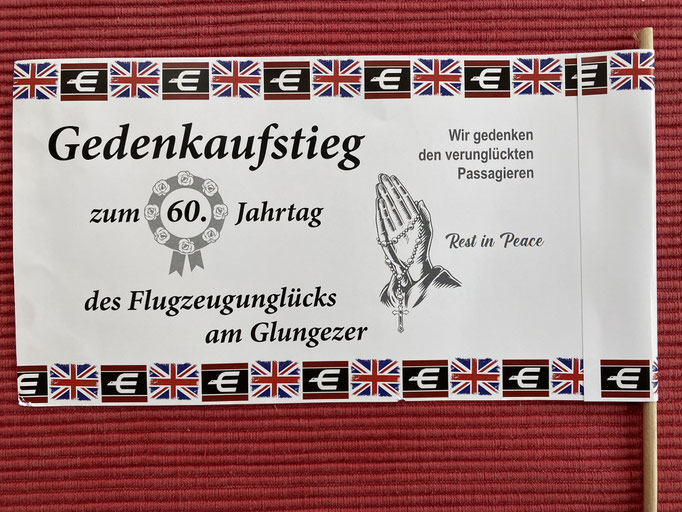 Gedenkaufstieg
zum 60. Jahrtag
des Flugzeugunglücks
am Glungezer
Wir gedenken
den verunglückten
Passagieren
Rest in Peace